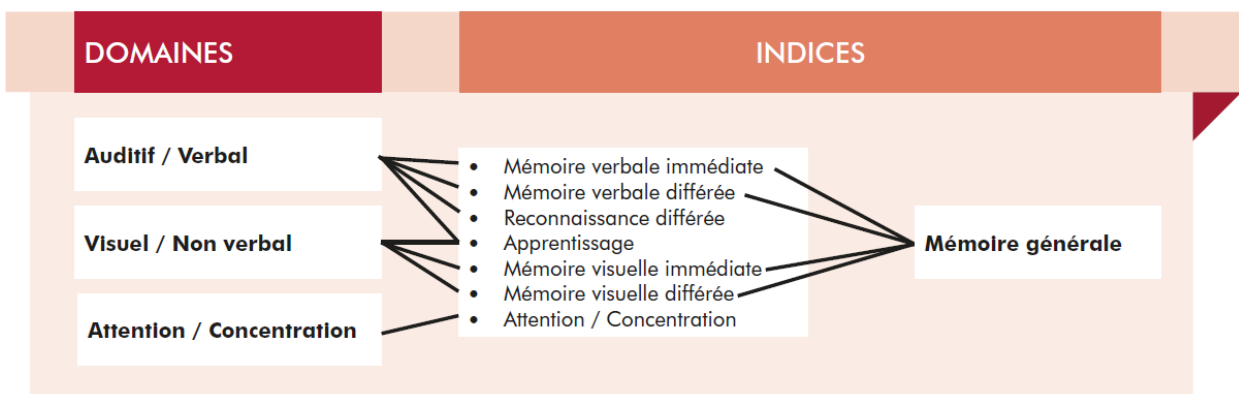 DOMAINES
INDICES
Auditif / Verbal
Visuel / Non verbal
Attention / Concentration
• Mémoire verbale immédiate
• Mémoire verbale différée
• Reconnaissance différée
• Apprentissage
• Mémoire visuelle immédiate
• Mémoire visuelle différée
• Attention / Concentration
Mémoire générale